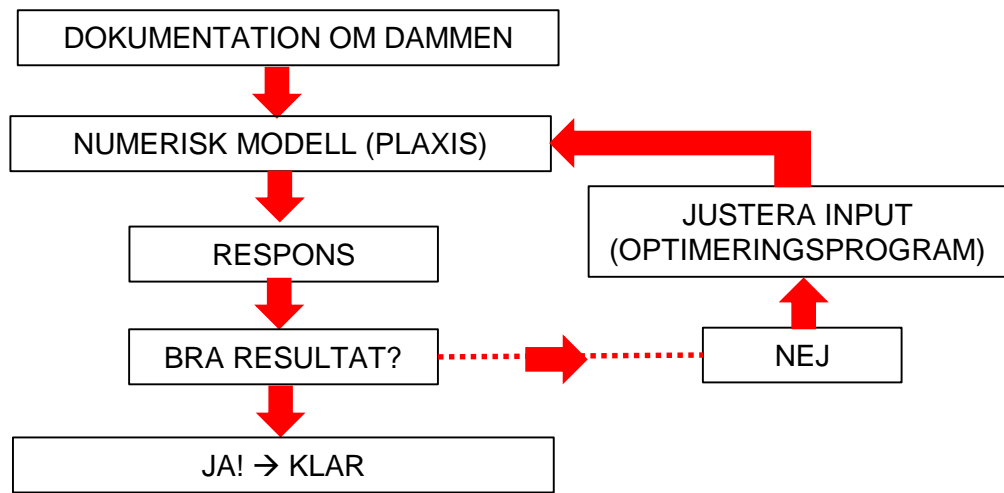 DOKUMENTATION OM DAMMEN
NUMERISK MODELL (PLAXIS)
RESPONS
JUSTERA INPUT
(OPTIMERINGSPROGRAM)
BRA RESULTAT?
NEJ
JA! → KLAR